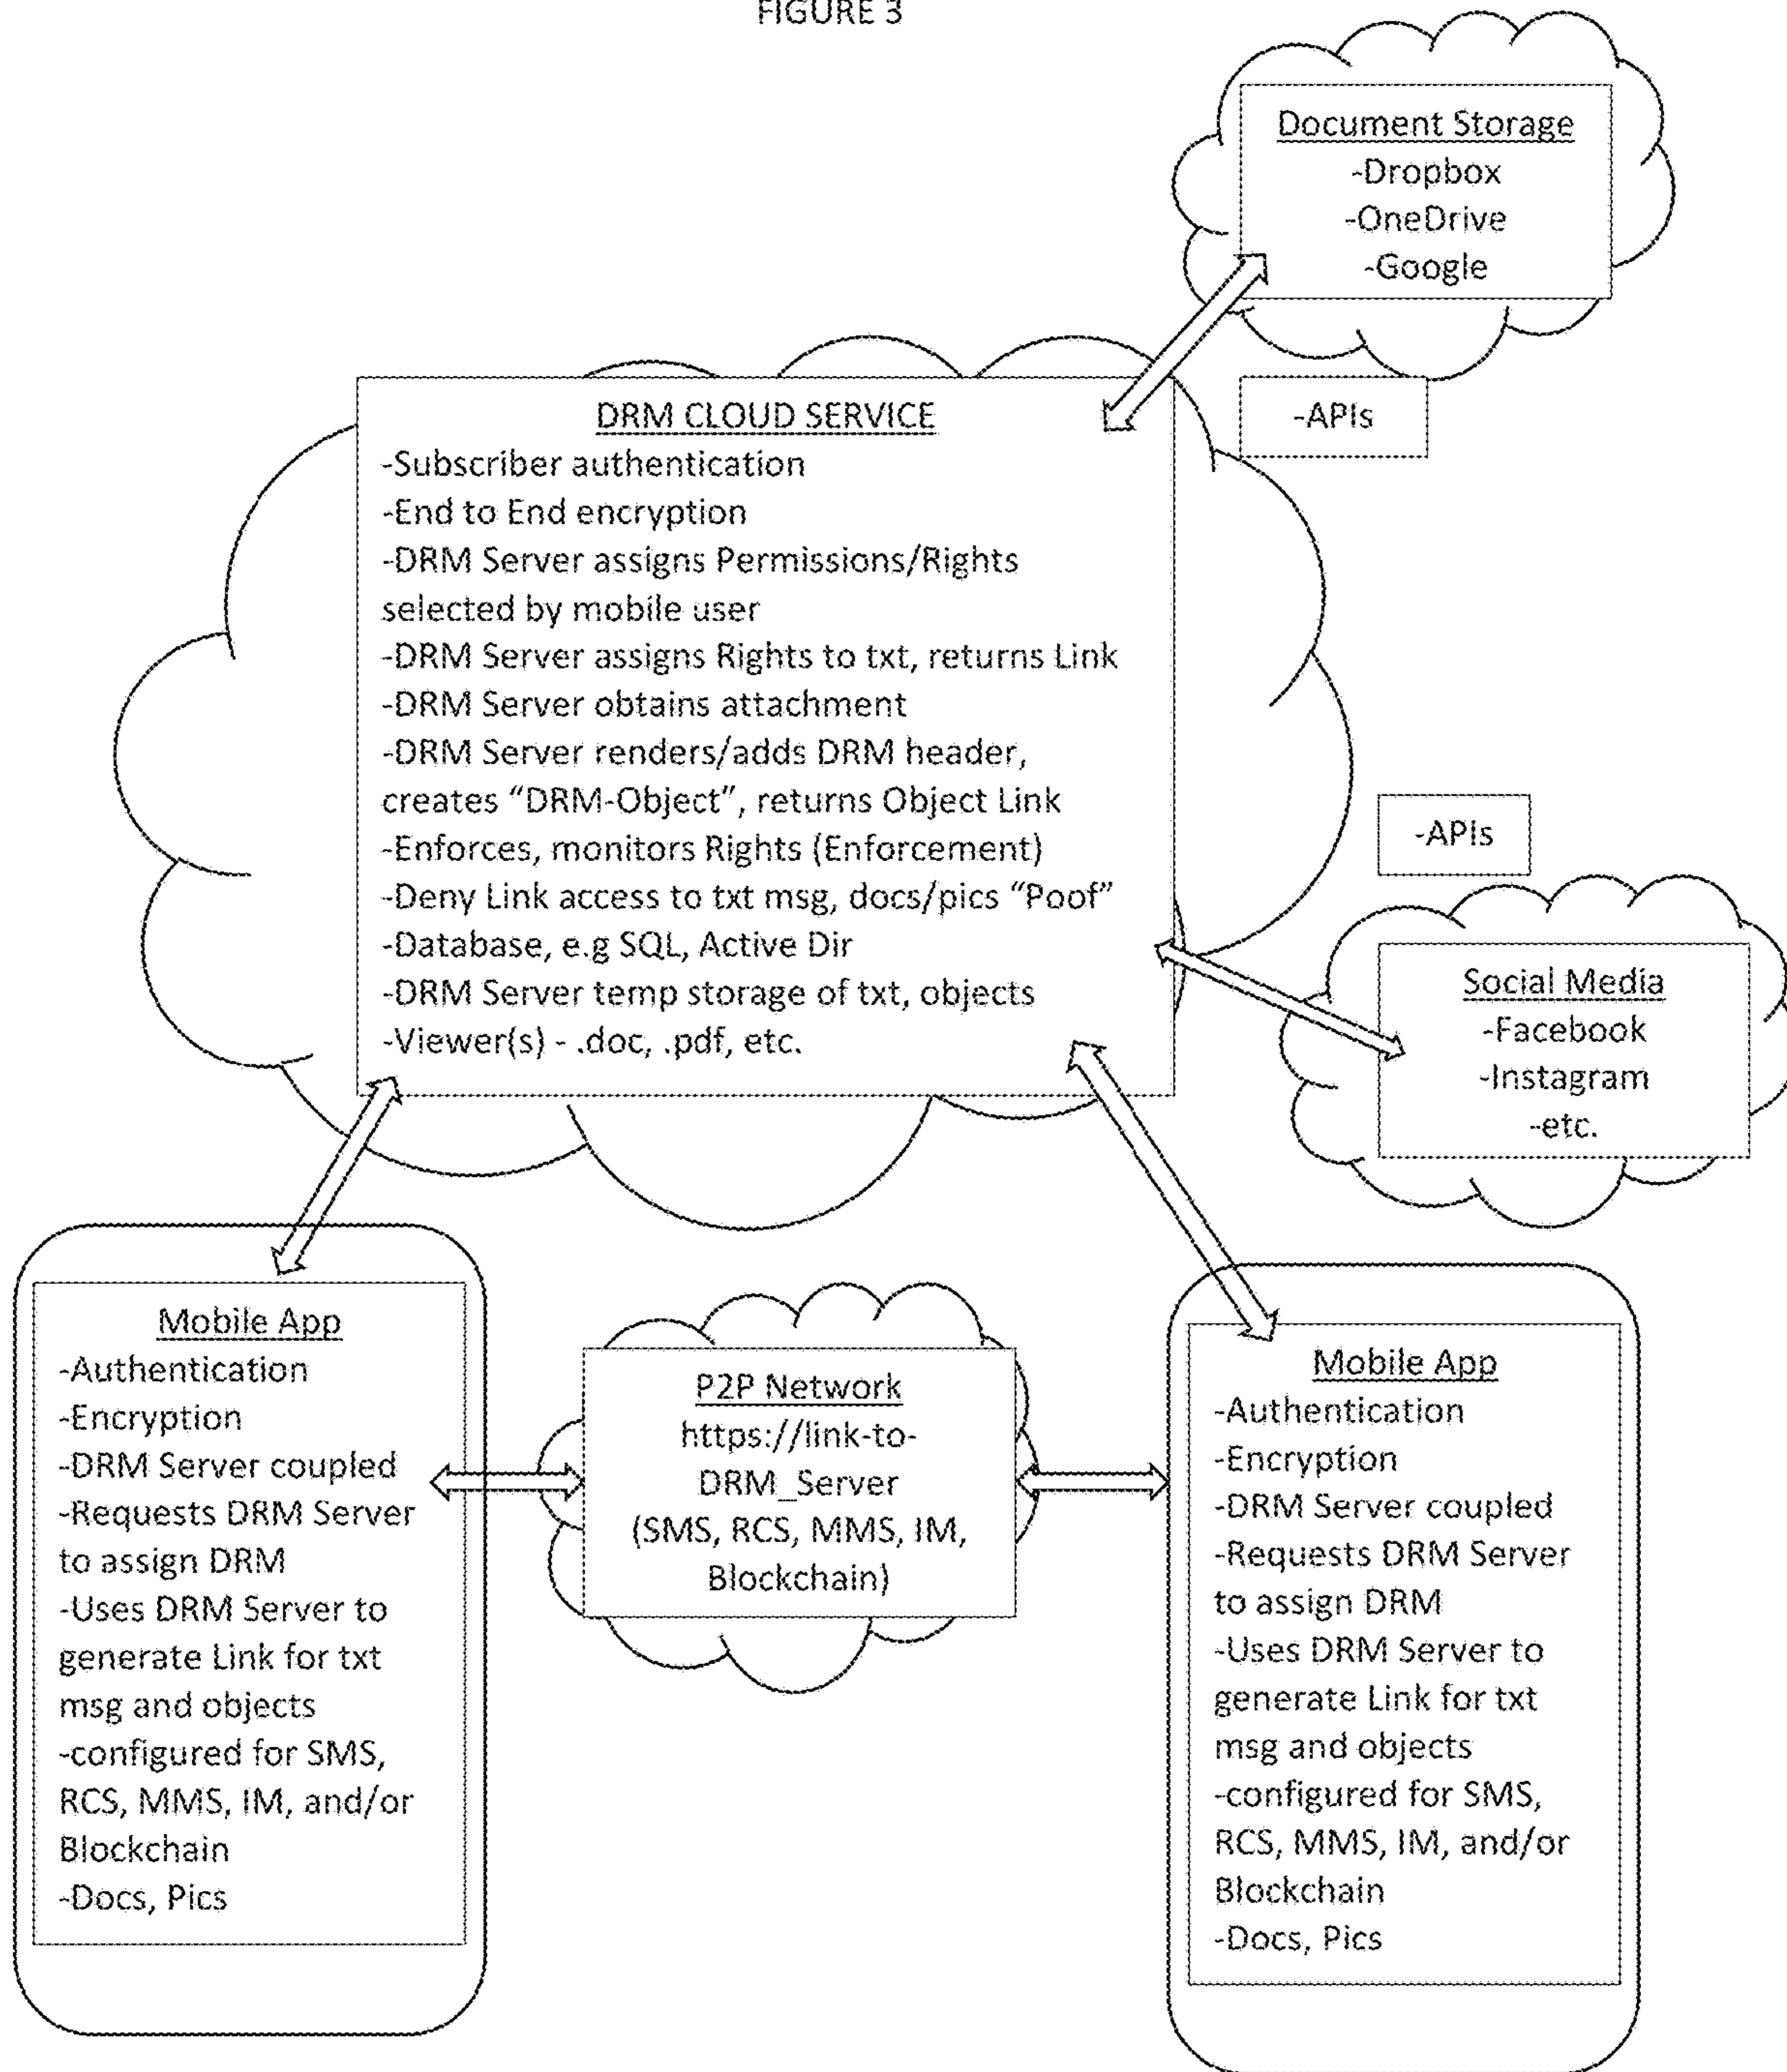 FIGURE 3
Document Storage
-Dropbox
-OneDrive
-Google
-APIs
DRM CLOUD SERVICE
-Subscriber authentication
-End to End encryption
-DRM Server assigns Permissions/Rights
selected by mobile user
-DRM Server assigns Rights to txt, returns Link
-DRM Server obtains attachment
-DRM Server renders/adds DRM header,
creates “DRM-Object”, returns Object Link
-Enforces, monitors Rights (Enforcement)
-Deny Link access to txt msg, docs/pics “Poof”
-Database, e.g SQL, Active Dir
-DRM Server temp storage of txt, objects
-Viewer(s) - .doc, .pdf, etc.
-APIs
Social Media
-Facebook
-Instagram
-etc.
Mobile App
-Authentication
-Encryption
-DRM Server coupled
-Requests DRM Server
to assign DRM
-Uses DRM Server to
generate Link for txt
msg and objects
-configured for SMS,
RCS, MMS, IM, and/or
Blockchain
-Docs, Pics
P2P Network
https://link-to-
DRM_Server
(SMS, RCS, MMS, IM,
Blockchain)
Mobile App
-Authentication
-Encryption
-DRM Server coupled
-Requests DRM Server
to assign DRM
-Uses DRM Server to
generate Link for txt
msg and objects
-configured for SMS,
RCS, MMS, IM, and/or
Blockchain
-Docs, Pics